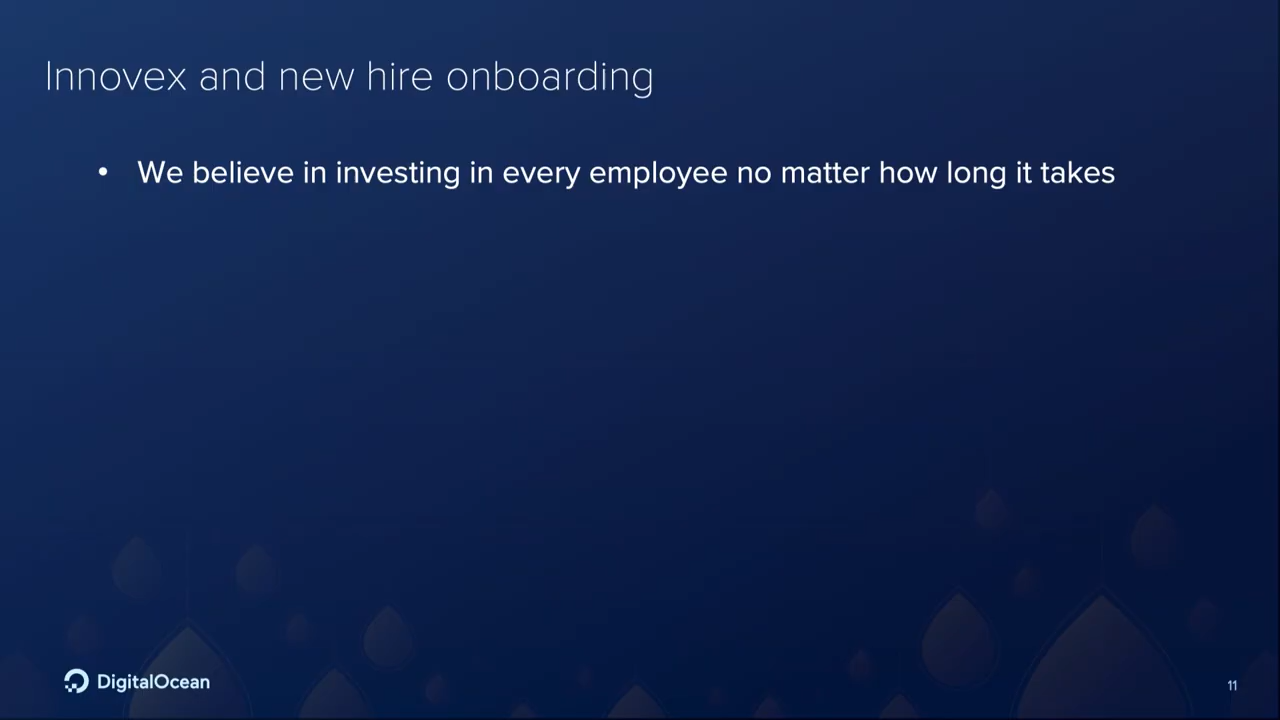 Innovex and new hire onboarding
• We believe in investing in every employee no matter how long it takes
DigitalOcean
11